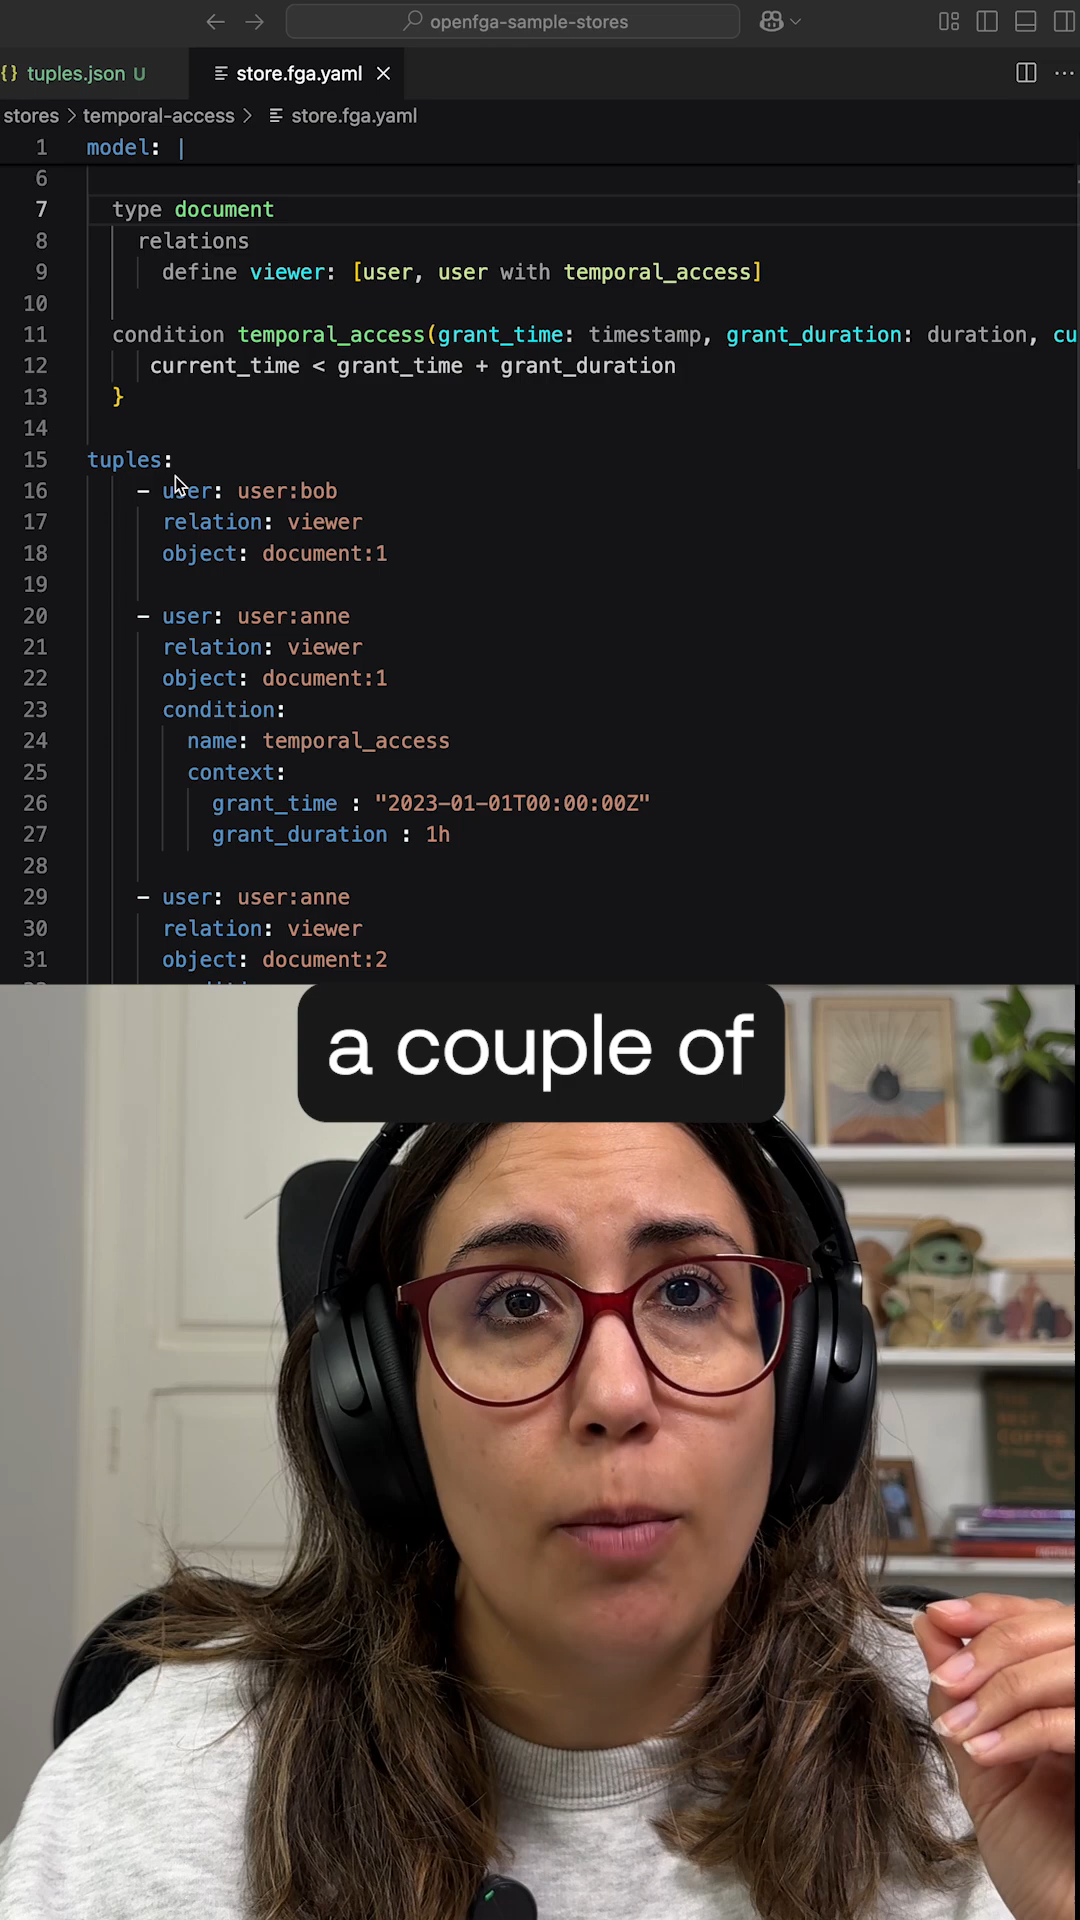 openfga-sample-stores
{} tuples.json U
store.fga.yaml
stores > temporal-access > store.fga.yaml
1 model: |
6
7 type document
8 relations
9 define viewer: [user, user with temporal_access]
10
11 condition temporal_access(grant_time: timestamp, grant_duration: duration, cu
12 current_time < grant_time + grant_duration
13 }
14
15 tuples:
16 - user: user:bob
17 relation: viewer
18 object: document:1
19
20 - user: user:anne
21 relation: viewer
22 object: document:1
23 condition:
24 name: temporal_access
25 context:
26 grant_time : "2023-01-01T00:00:00Z"
27 grant_duration : 1h
28
29 - user: user:anne
30 relation: viewer
31 object: document:2
a couple of
THE
BEST
COFFEE